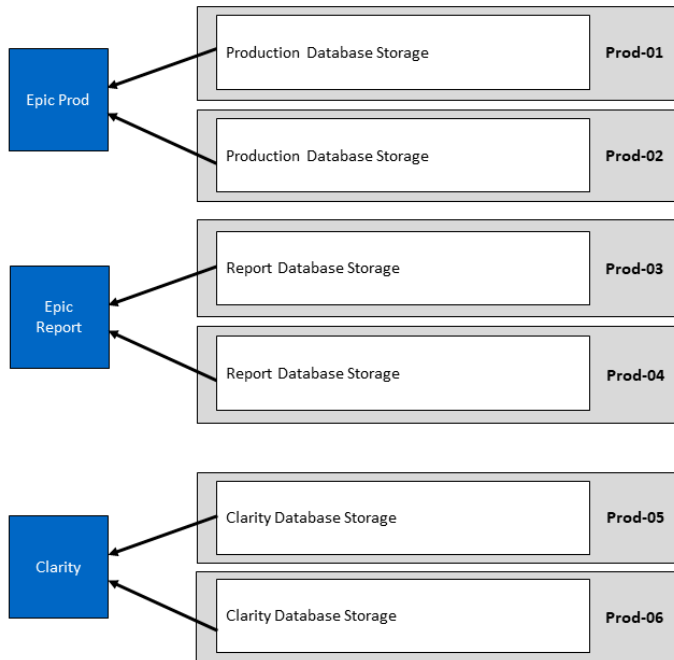 Production Database Storage
Prod-01
Epic Prod
Production Database Storage
Prod-02
Report Database Storage
Prod-03
Epic
Report
Report Database Storage
Prod-04
Clarity Database Storage
Prod-05
Clarity
Clarity Database Storage
Prod-06